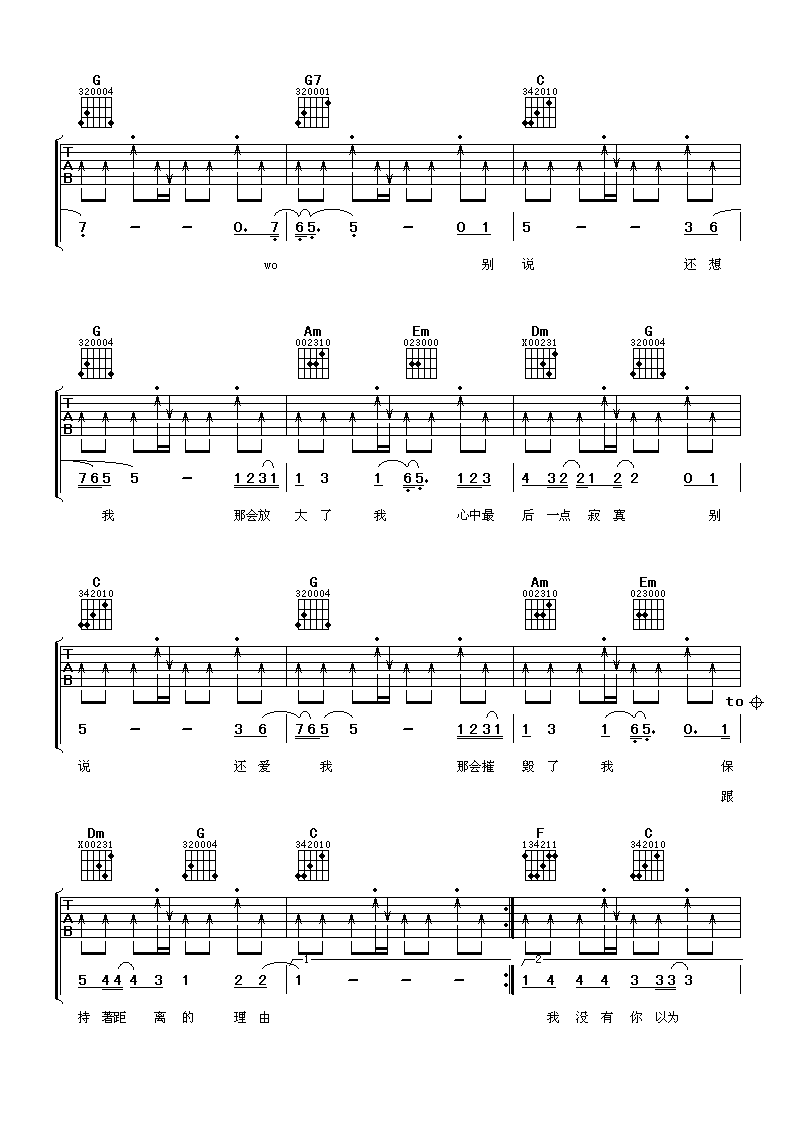 G G7 C
320004 320001 342010
T A B
7 - - 0. 7 6 5. 5 - 0 1 5 - - 3 6
wo 别 说 还 想
G Am Em Dm G
320004 002310 023000 X00231 320004
T A B
7 6 5 5 - 1 2 3 1 1 3 1 6 5. 1 2 3 4 3 2 2 1 2 2 0 1
我 那会放 大 了 我 心中最 后 一点 寂 寞 别
C G Am Em
342010 320004 002310 023000
T A B
to
5 - - 3 6 7 6 5 5 - 1 2 3 1 1 3 1 6 5. 0. 1
说 还 爱 我 那会摧 毁 了 我 保
跟
Dm G C F C
X00231 320004 342010 134211 342010
T A B
1 2
5 4 4 4 3 1 2 2 1 - - - 1 4 4 4 3 3 3 3
持 著距 离 的 理 由 我 没 有 你 以为